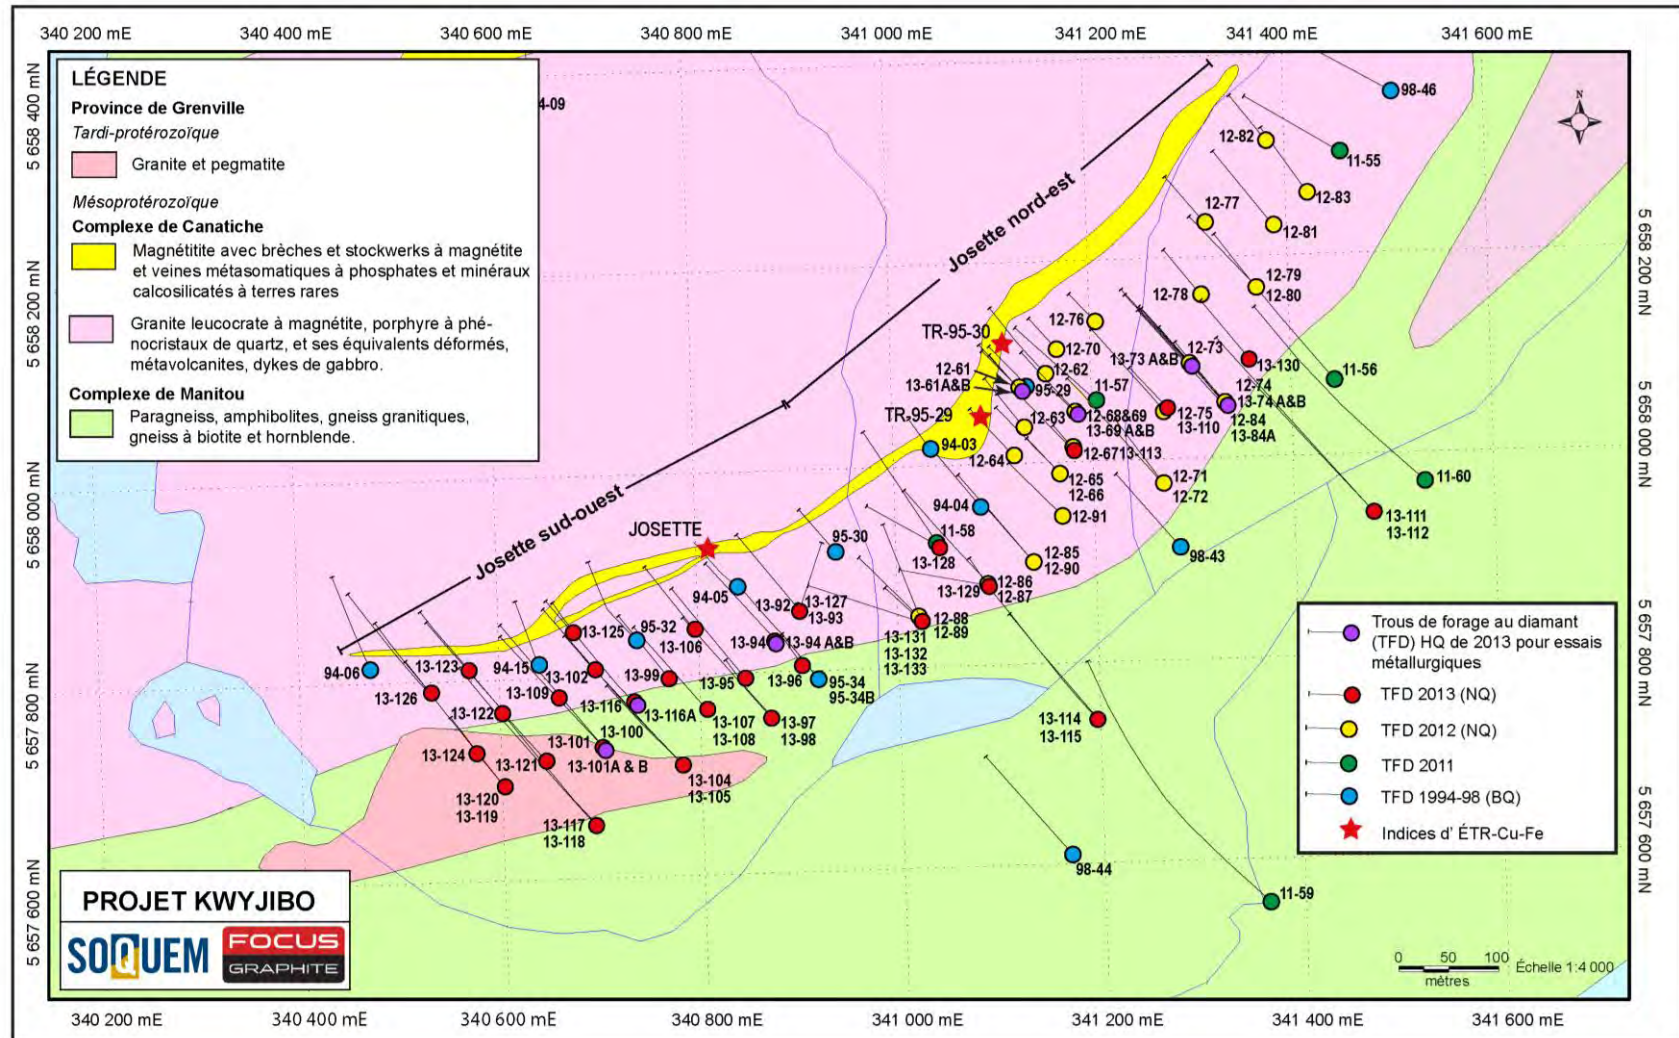 340 200 mE
340 400 mE
340 600 mE
340 800 mE
341 000 mE
341 200 mE
341 400 mE
341 600 mE
5 658 400 mN
5 658 200 mN
5 658 000 mN
5 657 800 mN
5 657 600 mN
LÉGENDE
Province de Grenville
Tardi-protérozoïque
Granite et pegmatite
Mésoprotérozoïque
Complexe de Canatiche
Magnétitite avec brèches et stockwerks à magnétite
et veines métasomatiques à phosphates et minéraux
calcosilicatés à terres rares
Granite leucocrate à magnétite, porphyre à phé-
nocristaux de quartz, et ses équivalents déformés,
métavolcanites, dykes de gabbro.
Complexe de Manitou
Paragneiss, amphibolites, gneiss granitiques,
gneiss à biotite et hornblende.
4-09
98-46
12-82
11-55
12-83
12-77
12-81
Josette nord-est
12-79
12-80
12-78
12-76
TR-95-30
12-70
12-73
13-73 A&B
13-130
11-56
12-61
12-62
13-61A&B
95-29
11-57
12-74
13-74 A&B
12-84
13-84A
TR-95-29
12-63
12-68&69
13-69 A&B
12-75
13-110
94-03
12-64
12-67
13-113
12-65
12-66
12-71
12-72
11-60
94-04
12-91
13-111
13-112
Josette sud-ouest
JOSETTE
95-30
11-58
13-128
98-43
12-85
12-90
94-05
13-92
13-127
13-93
13-129
12-86
12-87
13-125
95-32
13-106
13-94
13-94 A&B
12-88
12-89
13-131
13-132
13-133
94-06
13-123
94-15
13-102
13-99
13-95
13-96
95-34
95-34B
13-126
13-109
13-122
13-116
13-116A
13-107
13-108
13-97
13-98
13-114
13-115
13-100
13-101
13-101A & B
13-124
13-121
13-104
13-105
13-120
13-119
13-117
13-118
98-44
11-59
Trous de forage au diamant
(TFD) HQ de 2013 pour essais
métallurgiques
TFD 2013 (NQ)
TFD 2012 (NQ)
TFD 2011
TFD 1994-98 (BQ)
Indices d' ÉTR-Cu-Fe
N
5 658 200 mN
5 658 000 mN
5 657 800 mN
5 657 600 mN
PROJET KWYJIBO
SOQUEM
FOCUS
GRAPHITE
0 50 100
mètres
Échelle 1:4 000
340 200 mE
340 400 mE
340 600 mE
340 800 mE
341 000 mE
341 200 mE
341 400 mE
341 600 mE